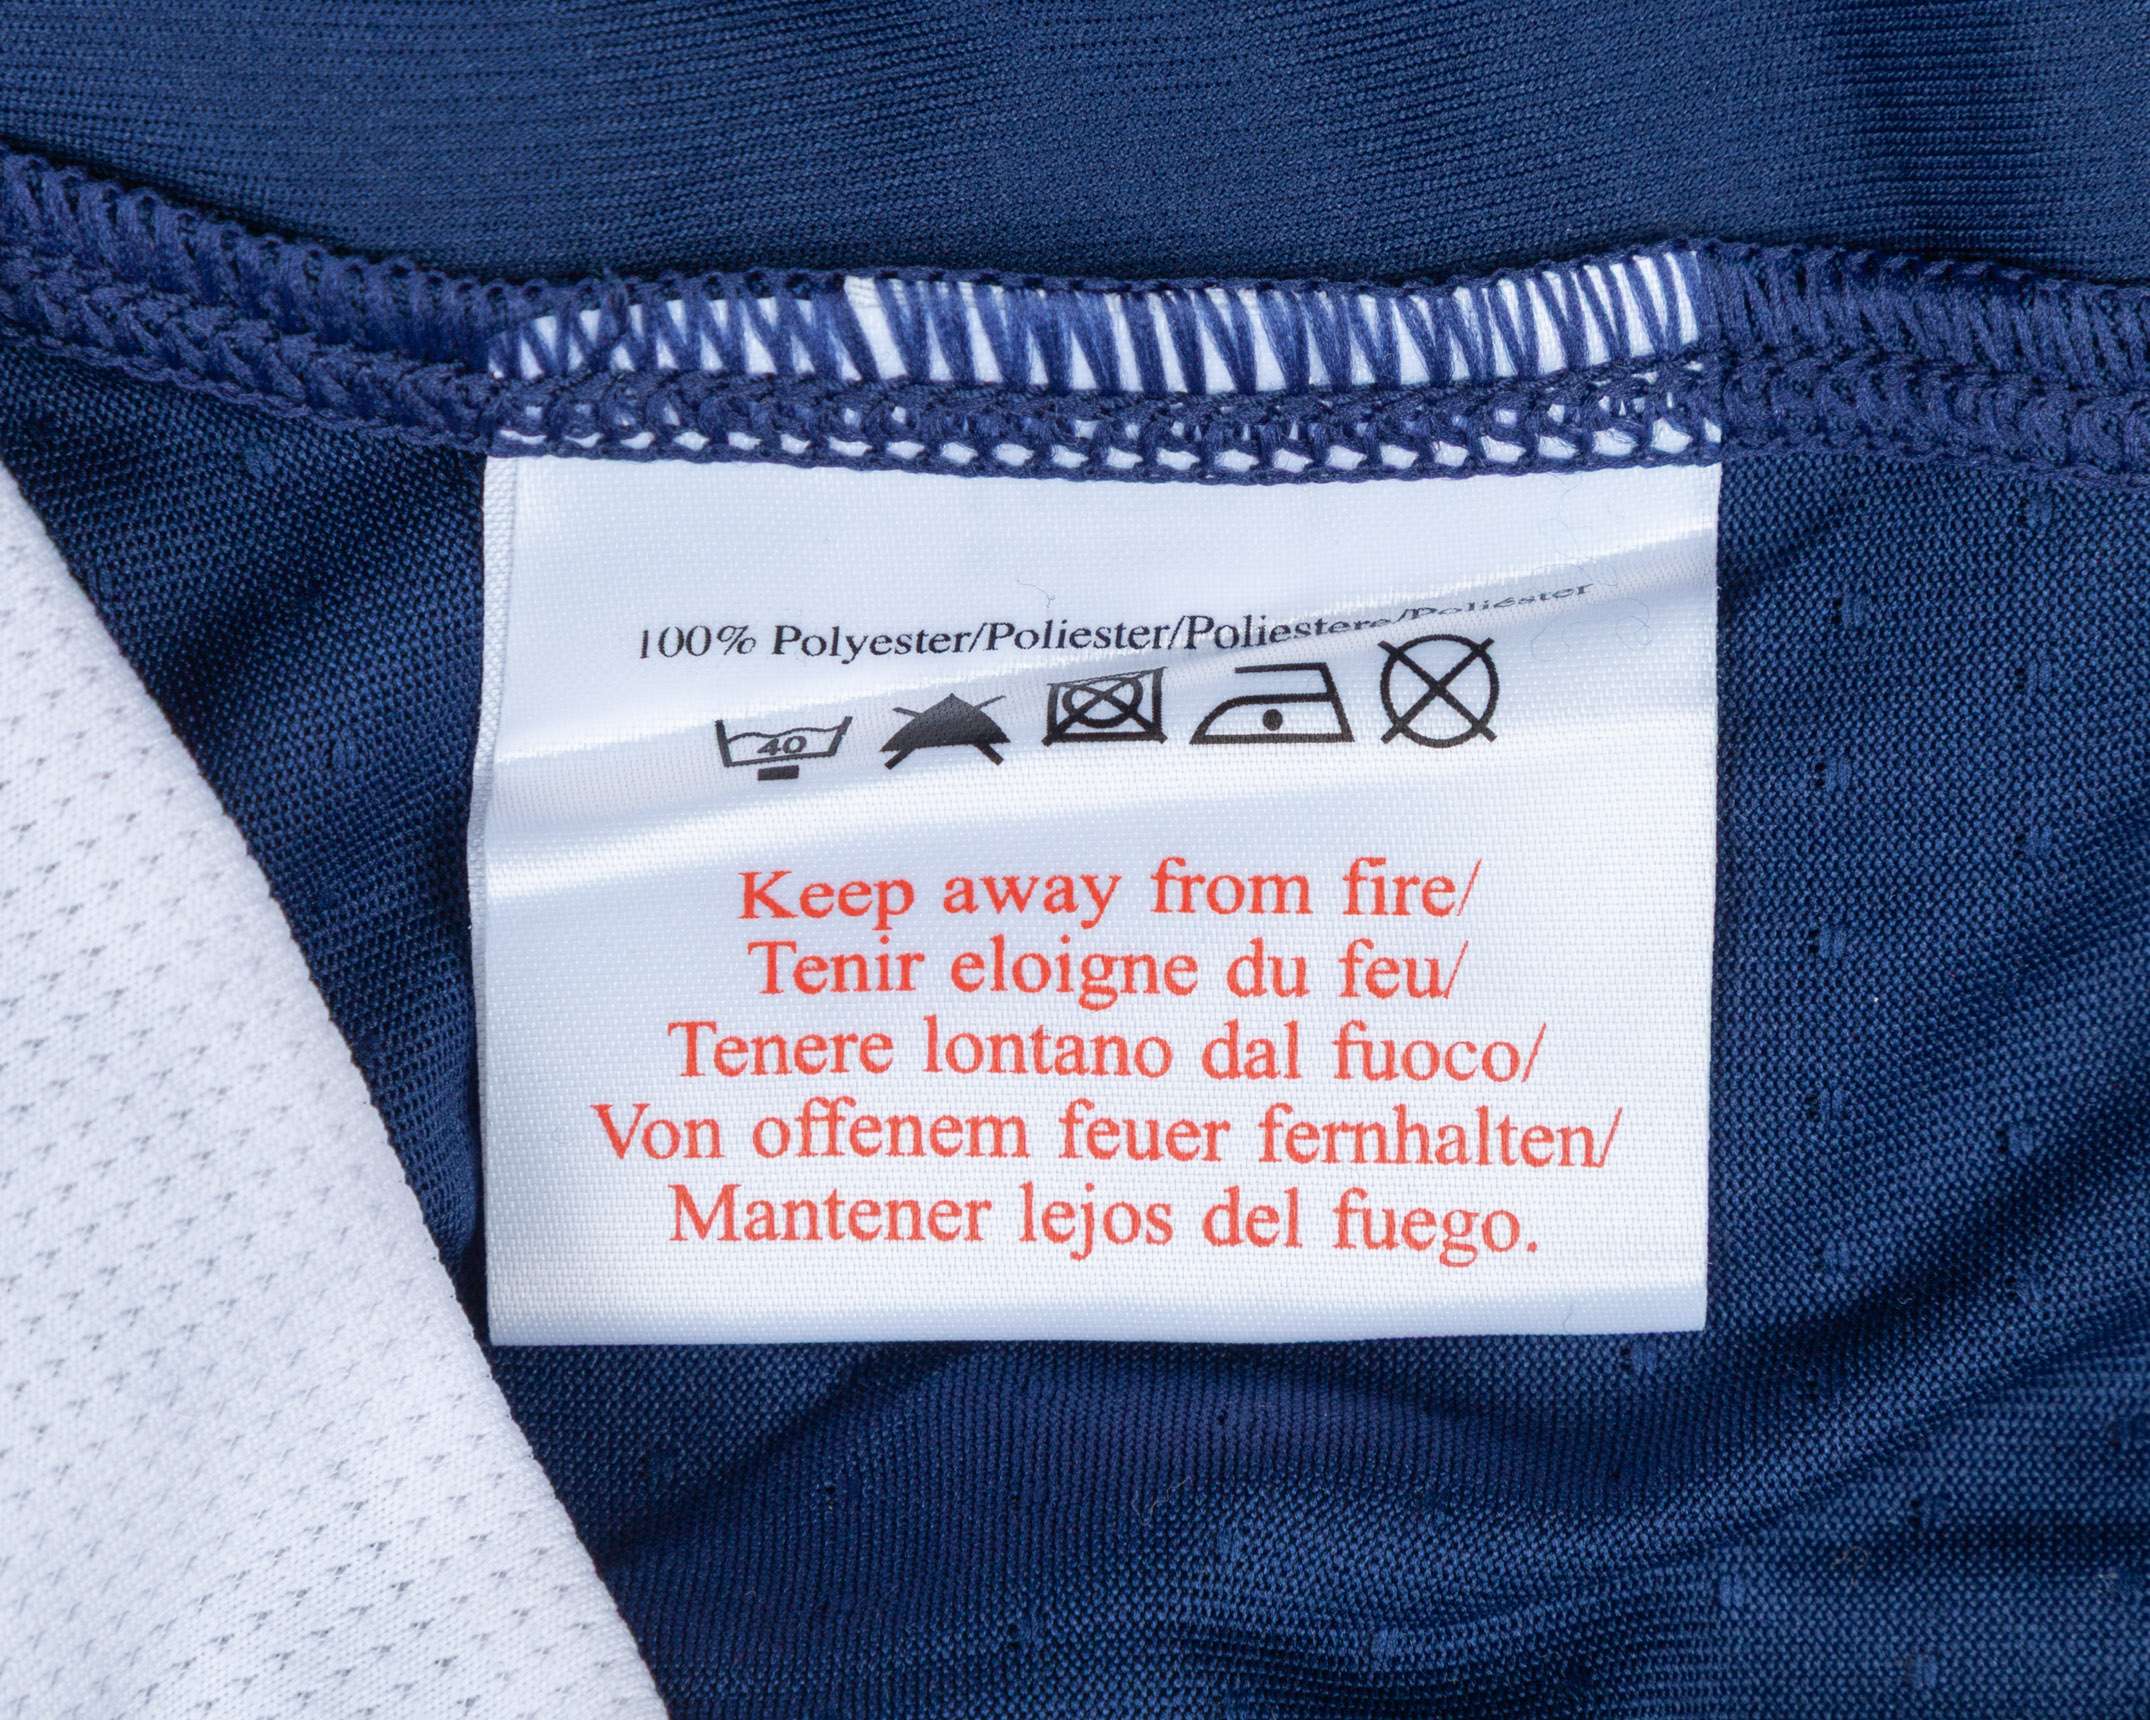 100% Polyester/Poliester/Poliestere/Poliéster
40
Keep away from fire/
Tenir eloigne du feu/
Tenere lontano dal fuoco/
Von offenem feuer fernhalten/
Mantener lejos del fuego.